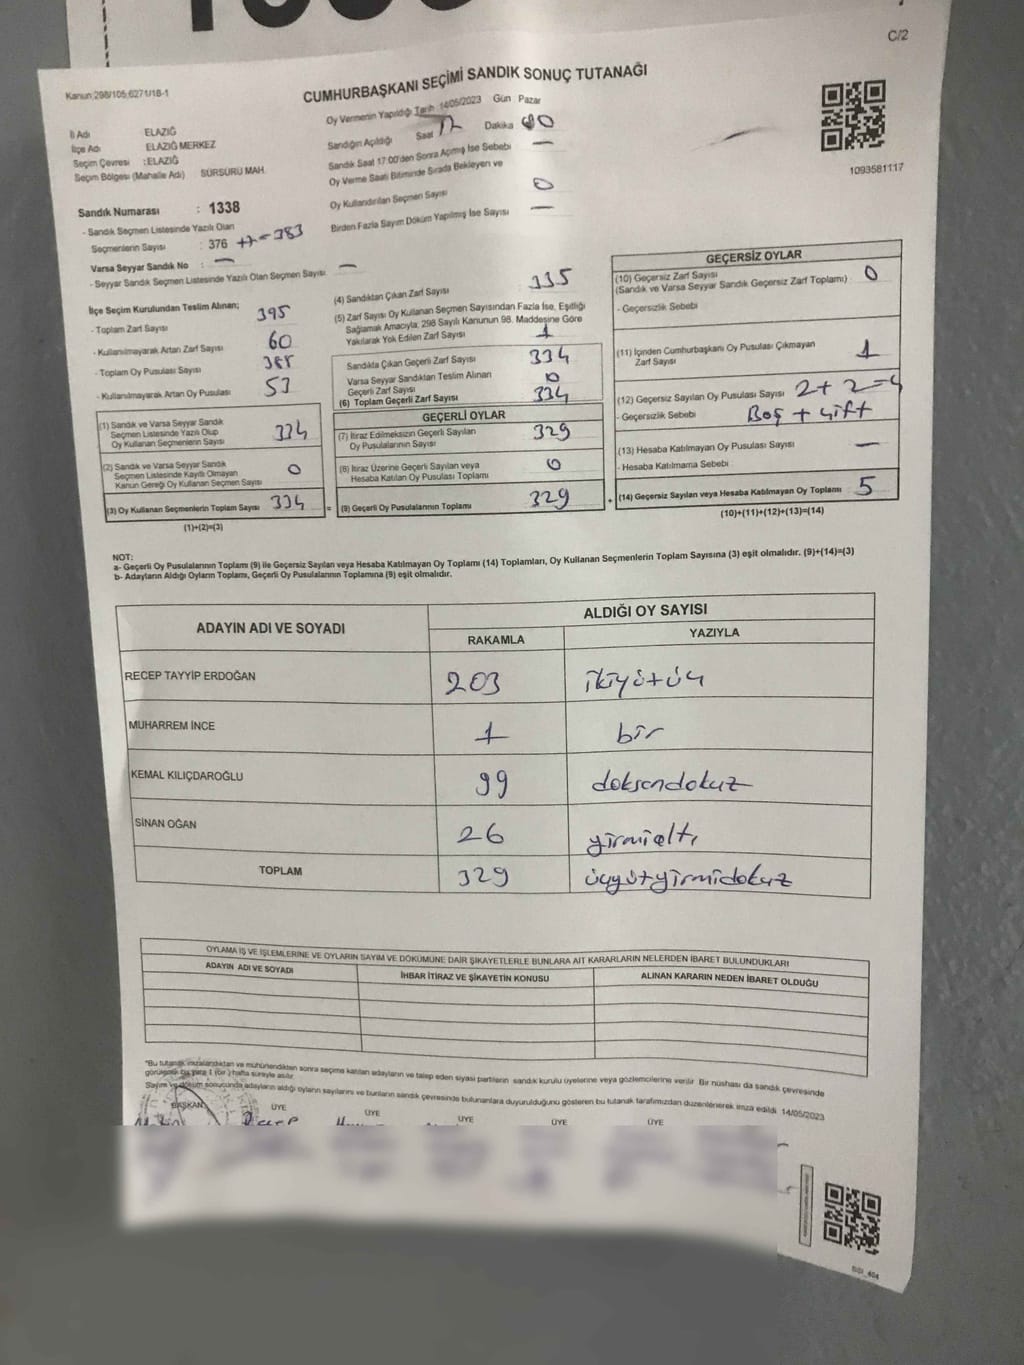 C/2
Kanun:298/105,6271/18-1
CUMHURBAŞKANI SEÇİMİ SANDIK SONUÇ TUTANAĞI
Oy Vermenin Yapıldığı Tarih :14/05/2023 Gün Pazar
İl Adı ELAZIĞ
İlçe Adı ELAZIĞ MERKEZ
Seçim Çevresi :ELAZIĞ
Seçim Bölgesi (Mahalle Adı) SÜRSÜRÜ MAH.
Sandığın Açıldığı Saat 17 Dakika
Sandık Saat 17:00'den Sonra Açımış İse Sebebi —
Oy Verme Saati Bitiminde Sırada Bekleyen ve
Oy Kullandırılan Seçmen Sayısı 0
Birden Fazla Sayım Döküm Yapılmış İse Sayısı —
1093581117
Sandık Numarası : 1338
- Sandık Seçmen Listesinde Yazılı Olan
Seçmenlerin Sayısı : 376 +7=383
Varsa Seyyar Sandık No : —
- Seyyar Sandık Seçmen Listesinde Yazılı Olan Seçmen Sayısı —
İlçe Seçim Kurulundan Teslim Alınan;
- Toplam Zarf Sayısı 395
- Kullanılmayarak Artan Zarf Sayısı 60
- Toplam Oy Pusulası Sayısı
- Kullanılmayarak Artan Oy Pusulası 53
(1) Sandık ve Varsa Seyyar Sandık
Seçmen Listesinde Yazılı Olup
Oy Kullanan Seçmenlerin Sayısı 334
(2) Sandık ve Varsa Seyyar Sandık
Seçmen Listesinde Kayıtlı Olmayan
Kanun Gereği Oy Kullanan Seçmen Sayısı 0
(3) Oy Kullanan Seçmenlerin Toplam Sayısı 334
(1)+(2)=(3)
(4) Sandıktan Çıkan Zarf Sayısı 335
(5) Zarf Sayısı Oy Kullanan Seçmen Sayısından Fazla İse, Eşitliği
Sağlamak Amacıyla, 298 Sayılı Kanunun 98. Maddesine Göre
Yakılarak Yok Edilen Zarf Sayısı 1
Sandıkta Çıkan Geçerli Zarf Sayısı 334
Varsa Seyyar Sandıktan Teslim Alınan
Geçerli Zarf Sayısı 0
(6) Toplam Geçerli Zarf Sayısı 334
GEÇERLİ OYLAR
(7) İtiraz Edilmeksizin Geçerli Sayılan
Oy Pusulalarının Sayısı 329
(8) İtiraz Üzerine Geçerli Sayılan veya
Hesaba Katılan Oy Pusulası Toplamı 0
= (9) Geçerli Oy Pusulalarının Toplamı 329
GEÇERSİZ OYLAR
(10) Geçersiz Zarf Sayısı
(Sandık ve Varsa Seyyar Sandık Geçersiz Zarf Toplamı) 0
- Geçersizlik Sebebi
(11) İçinden Cumhurbaşkanı Oy Pusulası Çıkmayan
Zarf Sayısı 1
(12) Geçersiz Sayılan Oy Pusulası Sayısı 2+2=4
- Geçersizlik Sebebi Boş + çift
(13) Hesaba Katılmayan Oy Pusulası Sayısı —
- Hesaba Katılmama Sebebi
+ (14) Geçersiz Sayılan veya Hesaba Katılmayan Oy Toplamı 5
(10)+(11)+(12)+(13)=(14)
NOT:
a- Geçerli Oy Pusulalarının Toplamı (9) ile Geçersiz Sayılan veya Hesaba Katılmayan Oy Toplamı (14) Toplamları, Oy Kullanan Seçmenlerin Toplam Sayısına (3) eşit olmalıdır. (9)+(14)=(3)
b- Adayların Aldığı Oyların Toplamı, Geçerli Oy Pusulalarının Toplamına (9) eşit olmalıdır.
ADAYIN ADI VE SOYADI
ALDIĞI OY SAYISI
RAKAMLA YAZIYLA
RECEP TAYYİP ERDOĞAN 203 ikiyüzüç
MUHARREM İNCE 1 bir
KEMAL KILIÇDAROĞLU 99 doksandokuz
SİNAN OĞAN 26 yirmialtı
TOPLAM 329 üçyüzyirmidokuz
OYLAMA İŞ VE İŞLEMLERİNE VE OYLARIN SAYIM VE DÖKÜMÜNE DAİR ŞİKAYETLERLE BUNLARA AİT KARARLARIN NELERDEN İBARET BULUNDUKLARI
ADAYIN ADI VE SOYADI İHBAR İTİRAZ VE ŞİKAYETİN KONUSU ALINAN KARARIN NEDEN İBARET OLDUĞU
*Bu tutanak imzalandıktan ve mühürlendikten sonra seçime katılan adayların ve talep eden siyasi partilerin sandık kurulu üyelerine veya gözlemcilerine verilir. Bir nüshası da sandık çevresinde
görülecek bir yere 1 (bir) hafta süreyle asılır.
Sayım ve döküm sonucunda adayların aldığı oyların sayılarını ve bunların sandık çevresinde bulunanlara duyurulduğunu gösteren bu tutanak tarafımızdan düzenlenerek imza edildi. 14/05/2023
BAŞKAN ÜYE ÜYE ÜYE ÜYE ÜYE